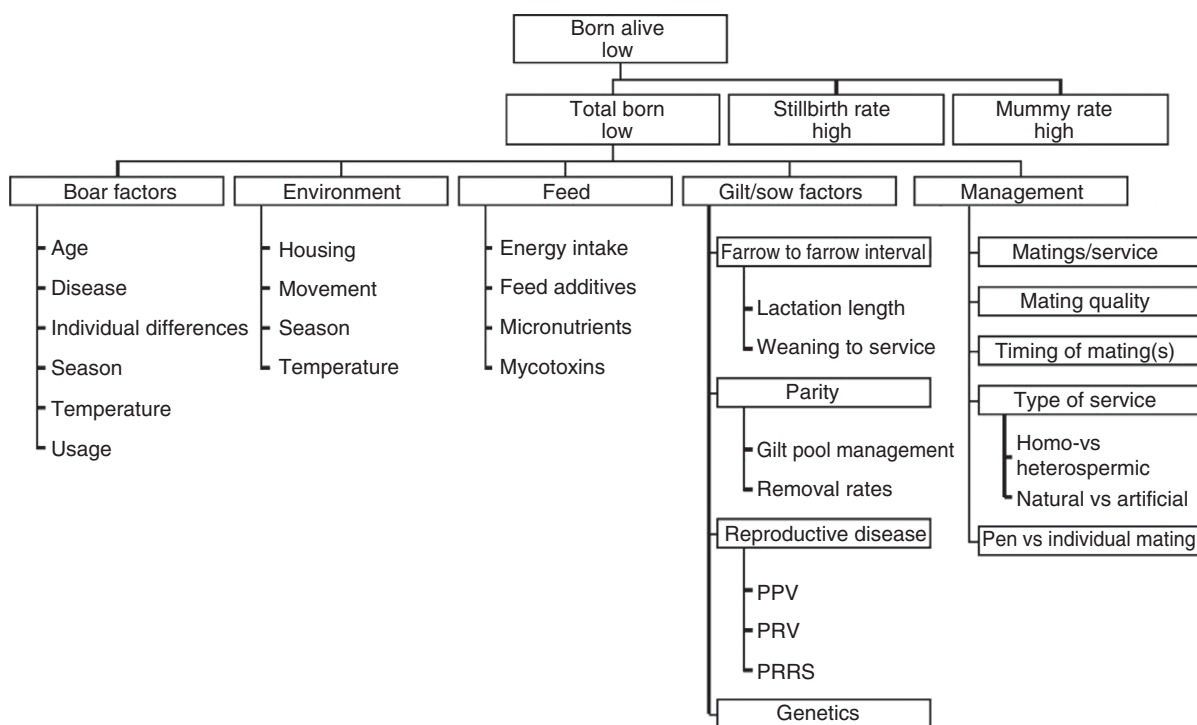 Born alive
low
Total born
low
Stillbirth rate
high
Mummy rate
high
Boar factors
Age
Disease
Individual differences
Season
Temperature
Usage
Environment
Housing
Movement
Season
Temperature
Feed
Energy intake
Feed additives
Micronutrients
Mycotoxins
Gilt/sow factors
Farrow to farrow interval
Lactation length
Weaning to service
Parity
Gilt pool management
Removal rates
Reproductive disease
PPV
PRV
PRRS
Genetics
Management
Matings/service
Mating quality
Timing of mating(s)
Type of service
Homo-vs
heterospermic
Natural vs artificial
Pen vs individual mating